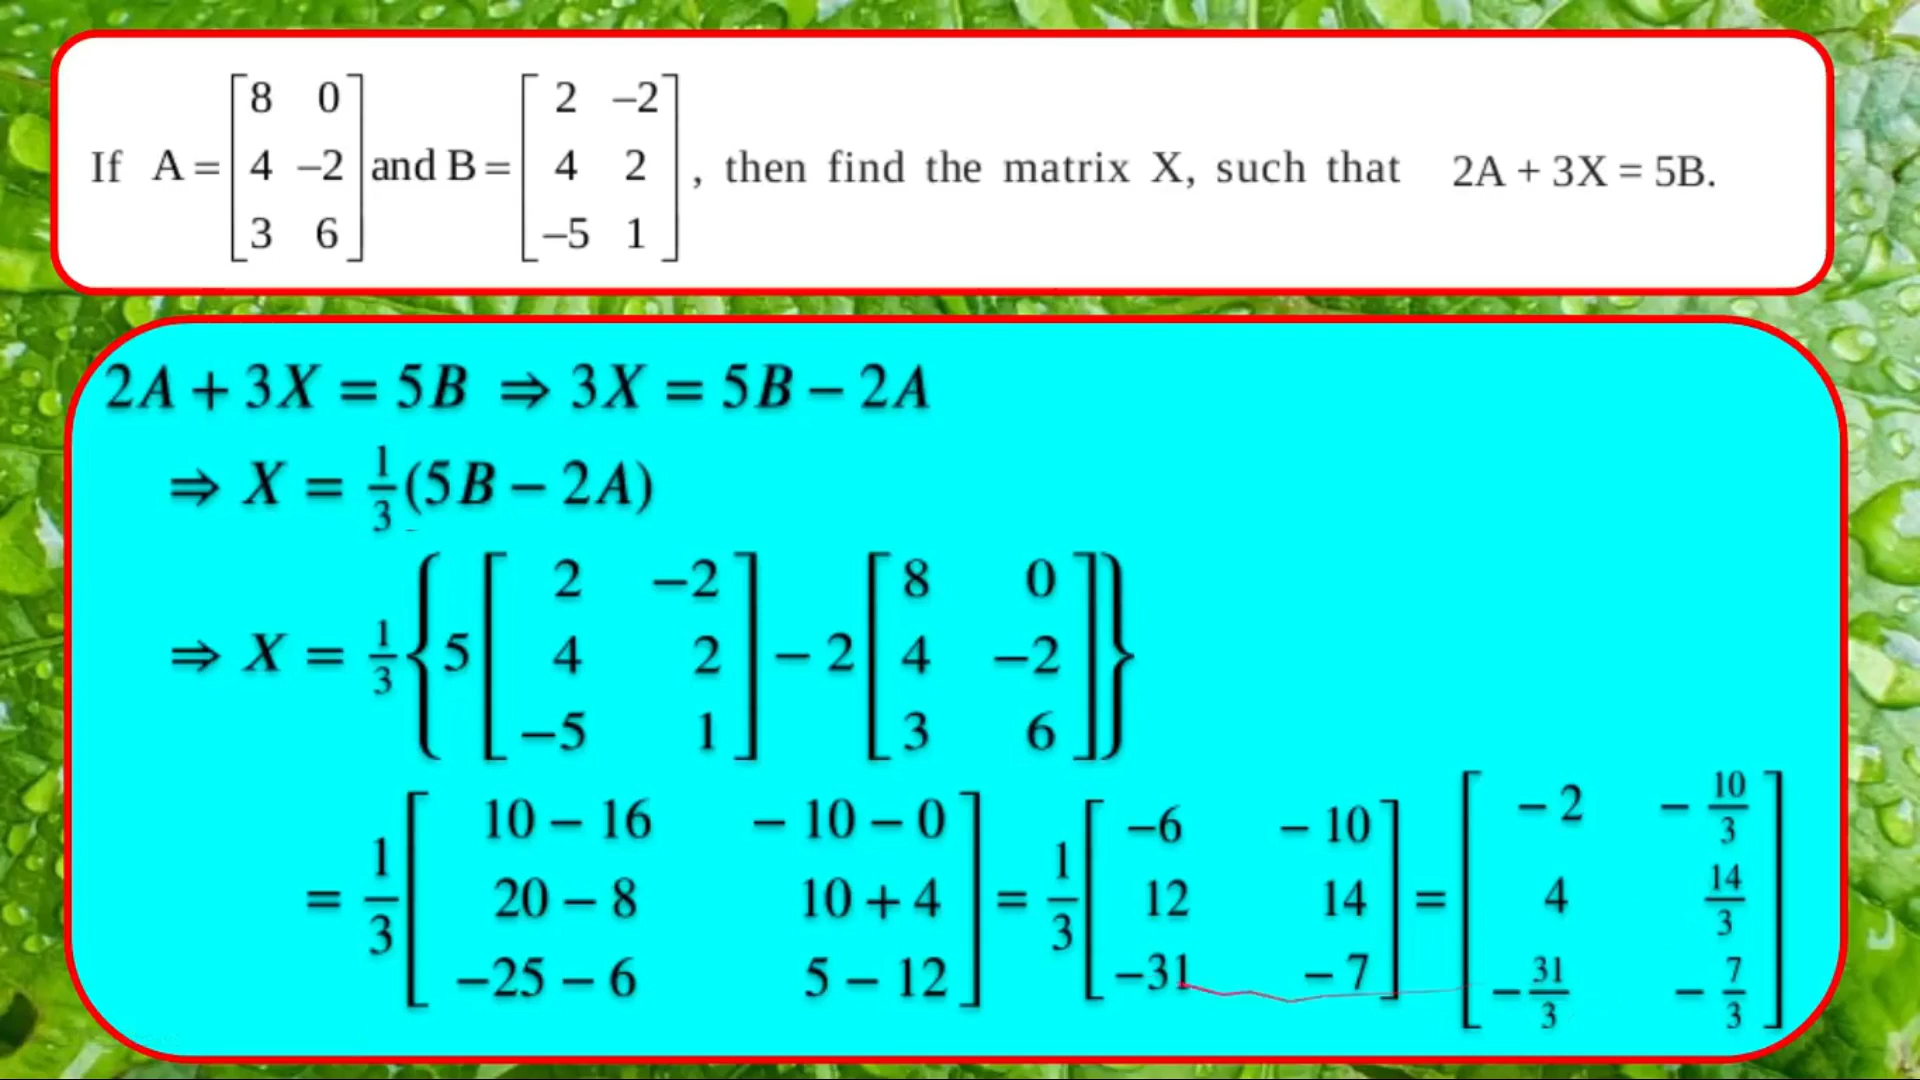 If A = [8 0 4 –2 3 6] and B = [2 –2 4 2 –5 1], then find the matrix X, such that 2A + 3X = 5B.
2A + 3X = 5B ⇒ 3X = 5B − 2A
⇒ X = 1/3(5B − 2A)
⇒ X = 1/3{5[2 −2 4 2 −5 1] − 2[8 0 4 −2 3 6]}
= 1/3[10 − 16 − 10 − 0 20 − 8 10 + 4 −25 − 6 5 − 12] = 1/3[−6 − 10 12 14 −31 − 7] = [− 2 − 10/3 4 14/3 −31/3 − 7/3]